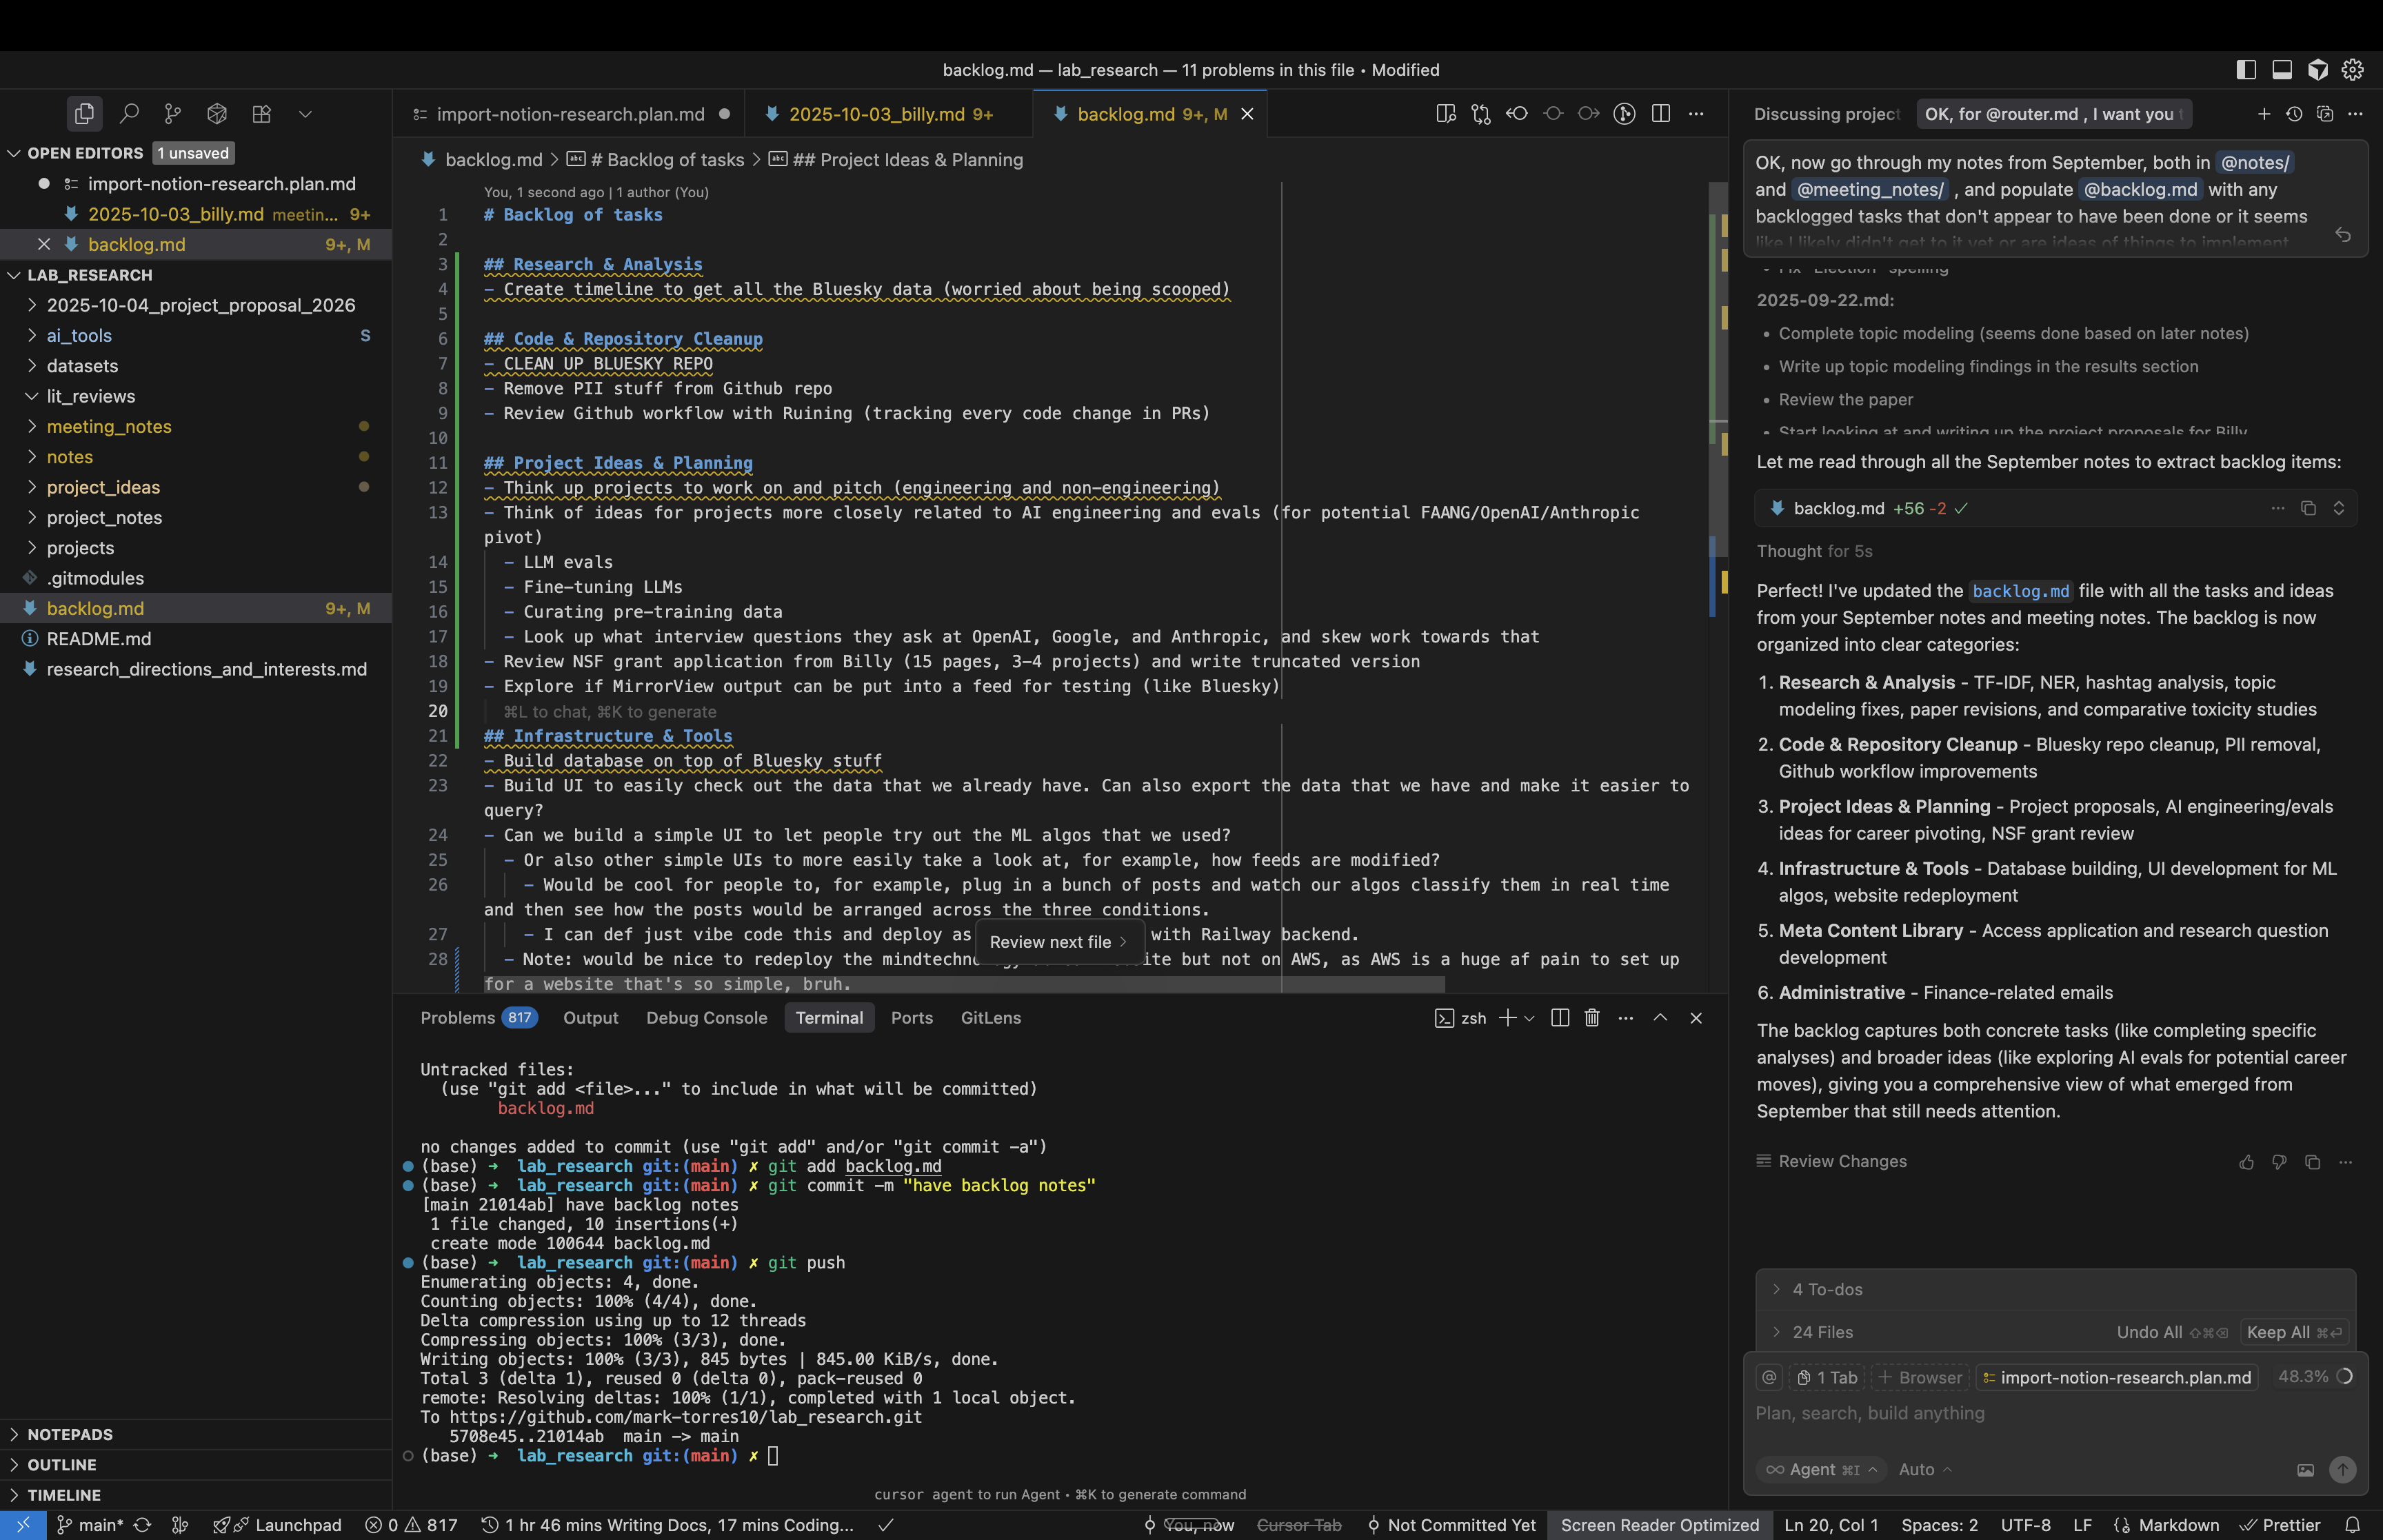 backlog.md — lab_research — 11 problems in this file • Modified
OPEN EDITORS 1 unsaved
import-notion-research.plan.md
2025-10-03_billy.md meetin... 9+
backlog.md 9+, M
LAB_RESEARCH
2025-10-04_project_proposal_2026
ai_tools S
datasets
lit_reviews
meeting_notes
notes
project_ideas
project_notes
projects
.gitmodules
backlog.md 9+, M
README.md
research_directions_and_interests.md
NOTEPADS
OUTLINE
TIMELINE
import-notion-research.plan.md
2025-10-03_billy.md 9+
backlog.md 9+, M
backlog.md > # Backlog of tasks > ## Project Ideas & Planning
You, 1 second ago | 1 author (You)
1 # Backlog of tasks
2
3 ## Research & Analysis
4 - Create timeline to get all the Bluesky data (worried about being scooped)
5
6 ## Code & Repository Cleanup
7 - CLEAN UP BLUESKY REPO
8 - Remove PII stuff from Github repo
9 - Review Github workflow with Ruining (tracking every code change in PRs)
10
11 ## Project Ideas & Planning
12 - Think up projects to work on and pitch (engineering and non-engineering)
13 - Think of ideas for projects more closely related to AI engineering and evals (for potential FAANG/OpenAI/Anthropic
pivot)
14 - LLM evals
15 - Fine-tuning LLMs
16 - Curating pre-training data
17 - Look up what interview questions they ask at OpenAI, Google, and Anthropic, and skew work towards that
18 - Review NSF grant application from Billy (15 pages, 3-4 projects) and write truncated version
19 - Explore if MirrorView output can be put into a feed for testing (like Bluesky)
20 ⌘L to chat, ⌘K to generate
21 ## Infrastructure & Tools
22 - Build database on top of Bluesky stuff
23 - Build UI to easily check out the data that we already have. Can also export the data that we have and make it easier to
query?
24 - Can we build a simple UI to let people try out the ML algos that we used?
25 - Or also other simple UIs to more easily take a look at, for example, how feeds are modified?
26 - Would be cool for people to, for example, plug in a bunch of posts and watch our algos classify them in real time
and then see how the posts would be arranged across the three conditions.
27 - I can def just vibe code this and deploy as with Railway backend.
Review next file >
28 - Note: would be nice to redeploy the but not on AWS, as AWS is a huge af pain to set up
for a website that's so simple, bruh.
Problems 817 Output Debug Console Terminal Ports GitLens
zsh
Untracked files:
(use "git add <file>..." to include in what will be committed)
backlog.md
no changes added to commit (use "git add" and/or "git commit -a")
(base) ➜ lab_research git:(main) ✗ git add backlog.md
(base) ➜ lab_research git:(main) ✗ git commit -m "have backlog notes"
[main 21014ab] have backlog notes
1 file changed, 10 insertions(+)
create mode 100644 backlog.md
(base) ➜ lab_research git:(main) ✗ git push
Enumerating objects: 4, done.
Counting objects: 100% (4/4), done.
Delta compression using up to 12 threads
Compressing objects: 100% (3/3), done.
Writing objects: 100% (3/3), 845 bytes | 845.00 KiB/s, done.
Total 3 (delta 1), reused 0 (delta 0), pack-reused 0
remote: Resolving deltas: 100% (1/1), completed with 1 local object.
To https://github.com/mark-torres10/lab_research.git
5708e45..21014ab main -> main
(base) ➜ lab_research git:(main) ✗
cursor agent to run Agent • ⌘K to generate command
Discussing project OK, for @router.md , I want you
OK, now go through my notes from September, both in @notes/
and @meeting_notes/ , and populate @backlog.md with any
backlogged tasks that don't appear to have been done or it seems
like I likely didn't get to it yet or are ideas of things to implement
• Fix "Election" spelling
2025-09-22.md:
• Complete topic modeling (seems done based on later notes)
• Write up topic modeling findings in the results section
• Review the paper
• Start looking at and writing up the project proposals for Billy
Let me read through all the September notes to extract backlog items:
backlog.md +56 -2 ✓
Thought for 5s
Perfect! I've updated the backlog.md file with all the tasks and ideas
from your September notes and meeting notes. The backlog is now
organized into clear categories:
1. Research & Analysis - TF-IDF, NER, hashtag analysis, topic
modeling fixes, paper revisions, and comparative toxicity studies
2. Code & Repository Cleanup - Bluesky repo cleanup, PII removal,
Github workflow improvements
3. Project Ideas & Planning - Project proposals, AI engineering/evals
ideas for career pivoting, NSF grant review
4. Infrastructure & Tools - Database building, UI development for ML
algos, website redeployment
5. Meta Content Library - Access application and research question
development
6. Administrative - Finance-related emails
The backlog captures both concrete tasks (like completing specific
analyses) and broader ideas (like exploring AI evals for potential career
moves), giving you a comprehensive view of what emerged from
September that still needs attention.
Review Changes
4 To-dos
24 Files Undo All ⇧⌘⌫ Keep All ⌘⏎
@ 1 Tab + Browser import-notion-research.plan.md 48.3%
Plan, search, build anything
Agent ⌘I Auto
main* Launchpad 0 817 1 hr 46 mins Writing Docs, 17 mins Coding... You, now Cursor Tab Not Committed Yet Screen Reader Optimized Ln 20, Col 1 Spaces: 2 UTF-8 LF Markdown Prettier